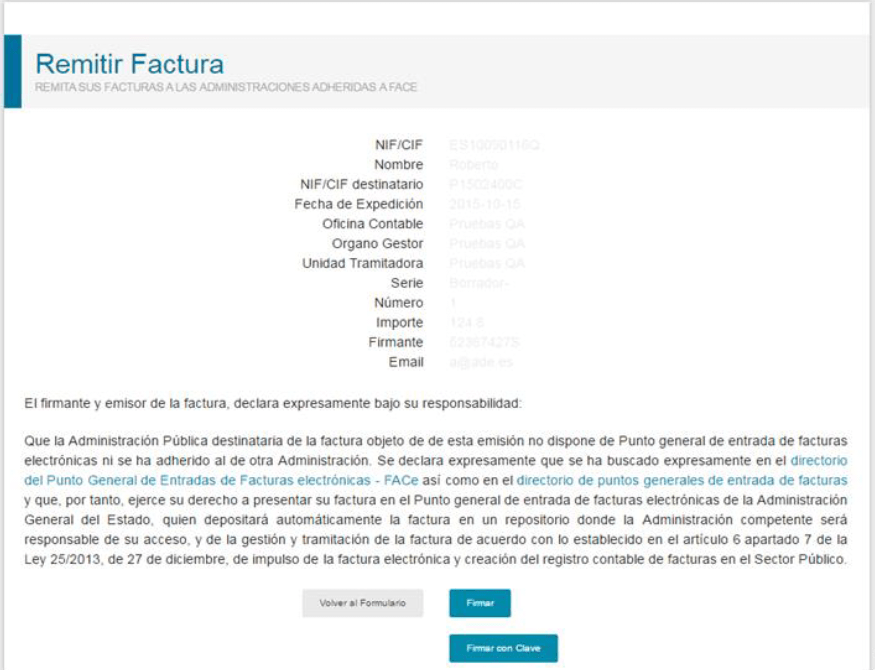 Remitir Factura
REMITA SUS FACTURAS A LAS ADMINISTRACIONES ADHERIDAS A FACE
NIF/CIF
Nombre Roberto
NIF/CIF destinatario P1502400C
Fecha de Expedición 2015-10-15
Oficina Contable Pruebas QA
Organo Gestor Pruebas QA
Unidad Tramitadora Pruebas QA
Serie Borrador-
Número 1
Importe 124.5
Firmante
Email
El firmante y emisor de la factura, declara expresamente bajo su responsabilidad:
Que la Administración Pública destinataria de la factura objeto de de esta emisión no dispone de Punto general de entrada de facturas
electrónicas ni se ha adherido al de otra Administración. Se declara expresamente que se ha buscado expresamente en el directorio
del Punto General de Entradas de Facturas electrónicas - FACe así como en el directorio de puntos generales de entrada de facturas
y que, por tanto, ejerce su derecho a presentar su factura en el Punto general de entrada de facturas electrónicas de la Administración
General del Estado, quien depositará automáticamente la factura en un repositorio donde la Administración competente será
responsable de su acceso, y de la gestión y tramitación de la factura de acuerdo con lo establecido en el artículo 6 apartado 7 de la
Ley 25/2013, de 27 de diciembre, de impulso de la factura electrónica y creación del registro contable de facturas en el Sector Público.
Volver al Formulario Firmar
Firmar con Clave